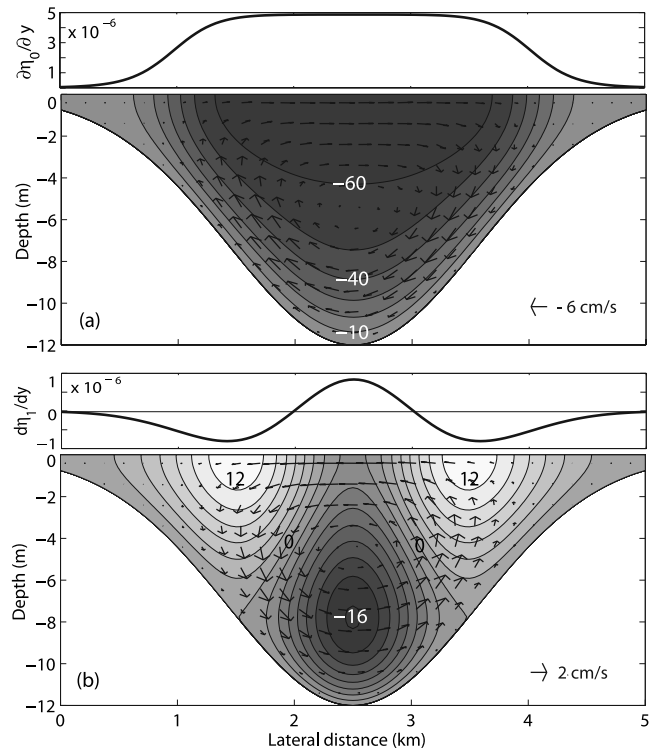 5
4
3
2
1
x 10⁻⁶
∂η₀/∂ y
0
−2
−4
−6
−8
−10
−12
Depth (m)
−60
−40
−10
(a)
- 6 cm/s
1
0
−1
x 10⁻⁶
dη₁/dy
0
−2
−4
−6
−8
−10
−12
Depth (m)
12
12
0
0
−16
(b)
2 cm/s
0 1 2 3 4 5
Lateral distance (km)